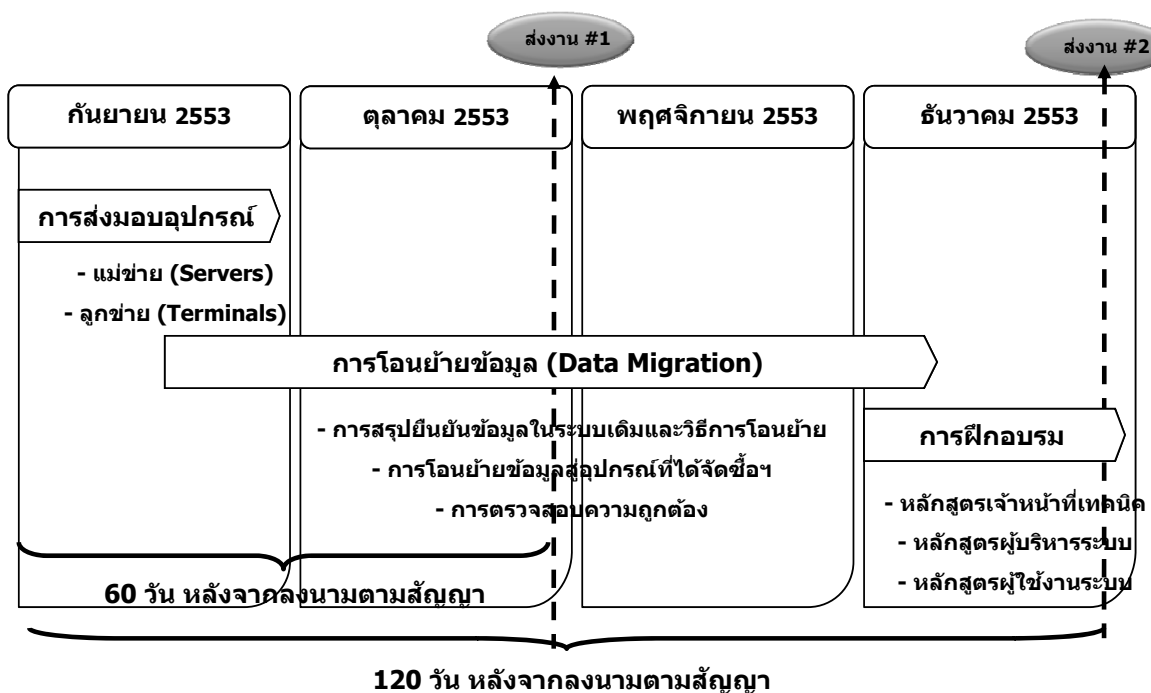 ส่งงาน #1
ส่งงาน #2
กันยายน 2553
ตุลาคม 2553
พฤศจิกายน 2553
ธันวาคม 2553
การส่งมอบอุปกรณ์
- แม่ข่าย (Servers)
- ลูกข่าย (Terminals)
การโอนย้ายข้อมูล (Data Migration)
- การสรุปยืนยันข้อมูลในระบบเดิมและวิธีการโอนย้าย
- การโอนย้ายข้อมูลสู่อุปกรณ์ที่ได้จัดซื้อฯ
- การตรวจสอบความถูกต้อง
การฝึกอบรม
- หลักสูตรเจ้าหน้าที่เทคนิค
- หลักสูตรผู้บริหารระบบ
- หลักสูตรผู้ใช้งานระบบ
60 วัน หลังจากลงนามตามสัญญา
120 วัน หลังจากลงนามตามสัญญา